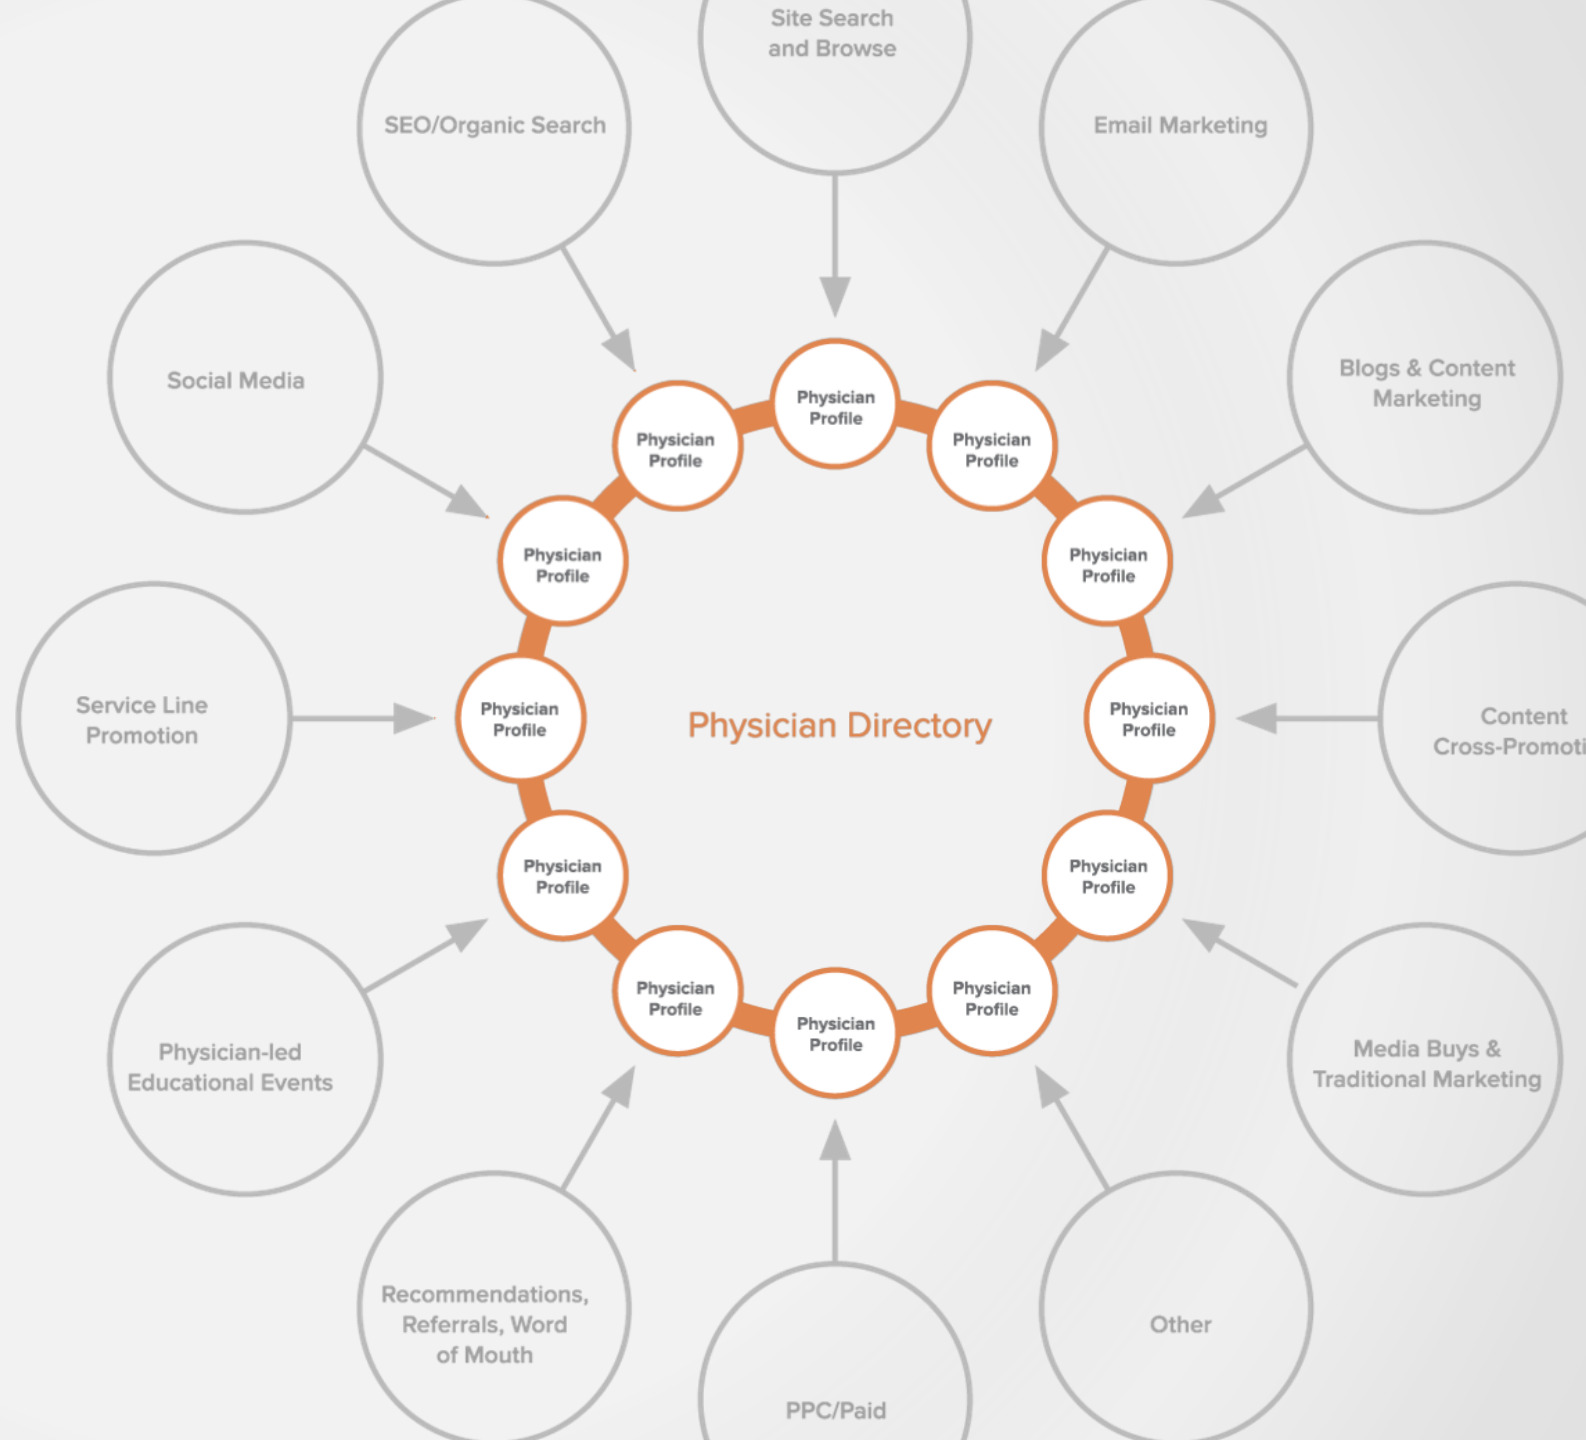 Site Search
and Browse
SEO/Organic Search
Email Marketing
Social Media
Blogs & Content
Marketing
Physician
Profile
Physician
Profile
Physician
Profile
Physician
Profile
Physician
Profile
Service Line
Promotion
Physician
Profile
Physician Directory
Physician
Profile
Content
Cross-Promoti
Physician
Profile
Physician
Profile
Physician
Profile
Physician
Profile
Physician
Profile
Physician-led
Educational Events
Media Buys &
Traditional Marketing
Recommendations,
Referrals, Word
of Mouth
Other
PPC/Paid